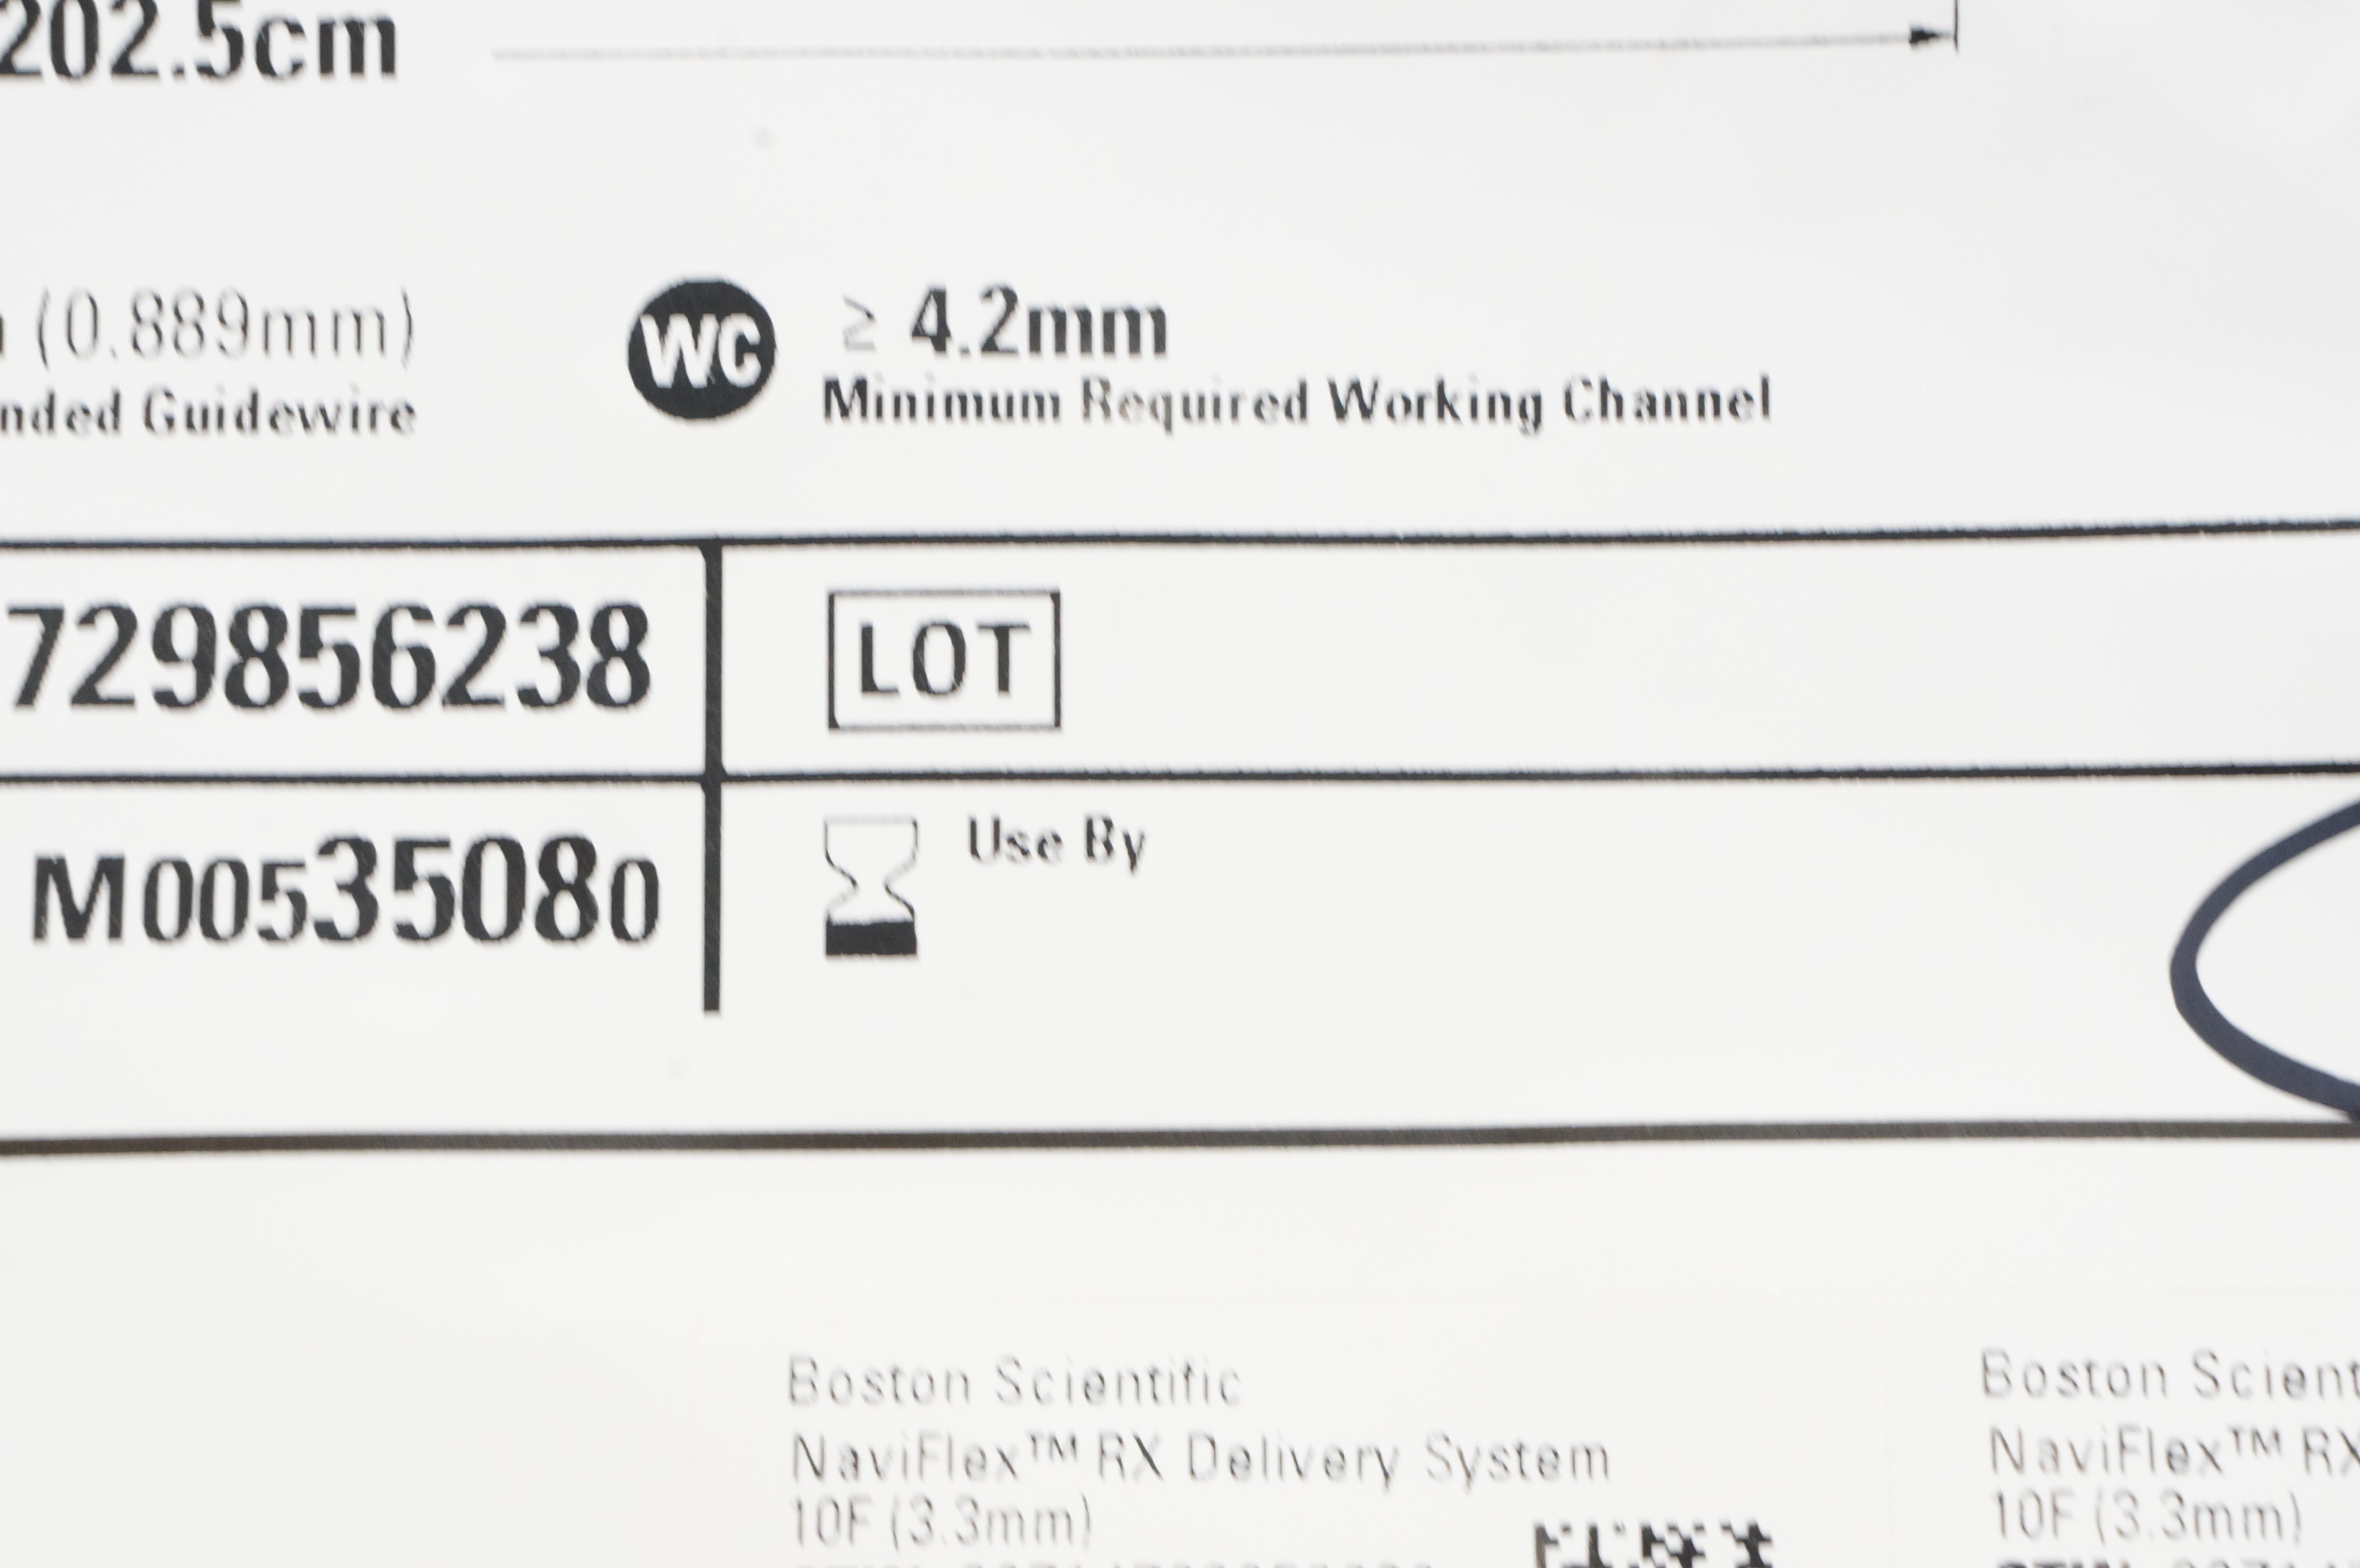 202.5cm
(0.889mm)
nded Guidewire
WC
≥ 4.2mm
Minimum Required Working Channel
729856238
LOT
M00535080
Use By
Boston Scientific
NaviFlex™ RX Delivery System
10F (3.3mm)
Boston Scient
NaviFlex™ RX
10F (3.3mm)